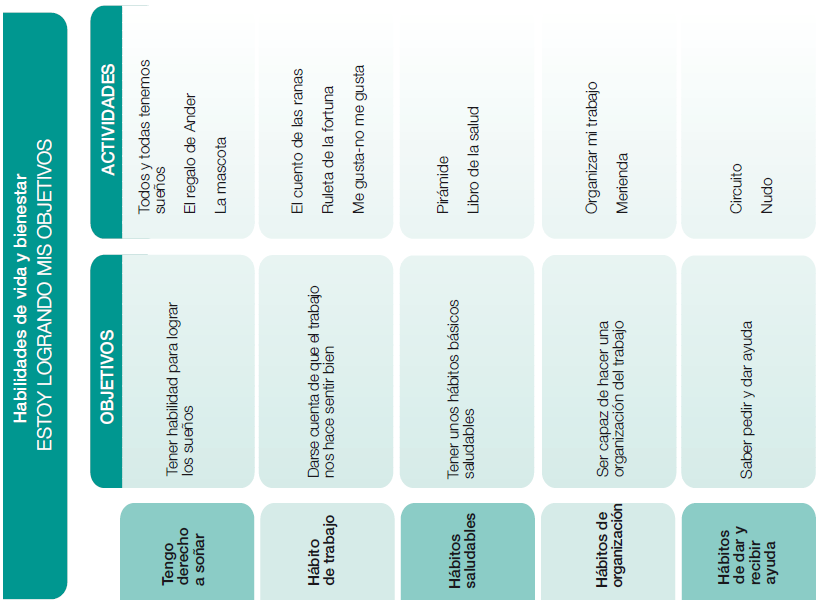 Habilidades de vida y bienestar
ESTOY LOGRANDO MIS OBJETIVOS
OBJETIVOS
ACTIVIDADES
Tengo
derecho
a soñar
Tener habilidad para lograr
los sueños
Todos y todas tenemos
sueños
El regalo de Ander
La mascota
Hábito
de trabajo
Darse cuenta de que el trabajo
nos hace sentir bien
El cuento de las ranas
Ruleta de la fortuna
Me gusta-no me gusta
Hábitos
saludables
Tener unos hábitos básicos
saludables
Pirámide
Libro de la salud
Hábitos de
organización
Ser capaz de hacer una
organización del trabajo
Organizar mi trabajo
Merienda
Hábitos
de dar y
recibir
ayuda
Saber pedir y dar ayuda
Circuito
Nudo